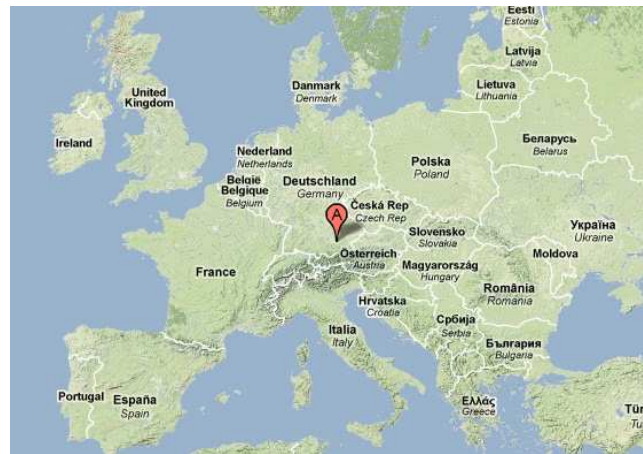 Eesti
Estonia
Latvija
Latvia
Danmark
Denmark
Lietuva
Lithuania
United
Kingdom
Ireland
Беларусь
Belarus
Nederland
Netherlands
Polska
Poland
België
Belgique
Belgium
Deutschland
Germany
Česká Rep
Czech Rep
A
Slovensko
Slovakia
Україна
Ukraine
France
Österreich
Austria
Magyarország
Hungary
Moldova
România
Romania
Hrvatska
Croatia
Србија
Serbia
Italia
Italy
България
Bulgaria
Portugal
España
Spain
Ελλάς
Greece
Tür
Tu